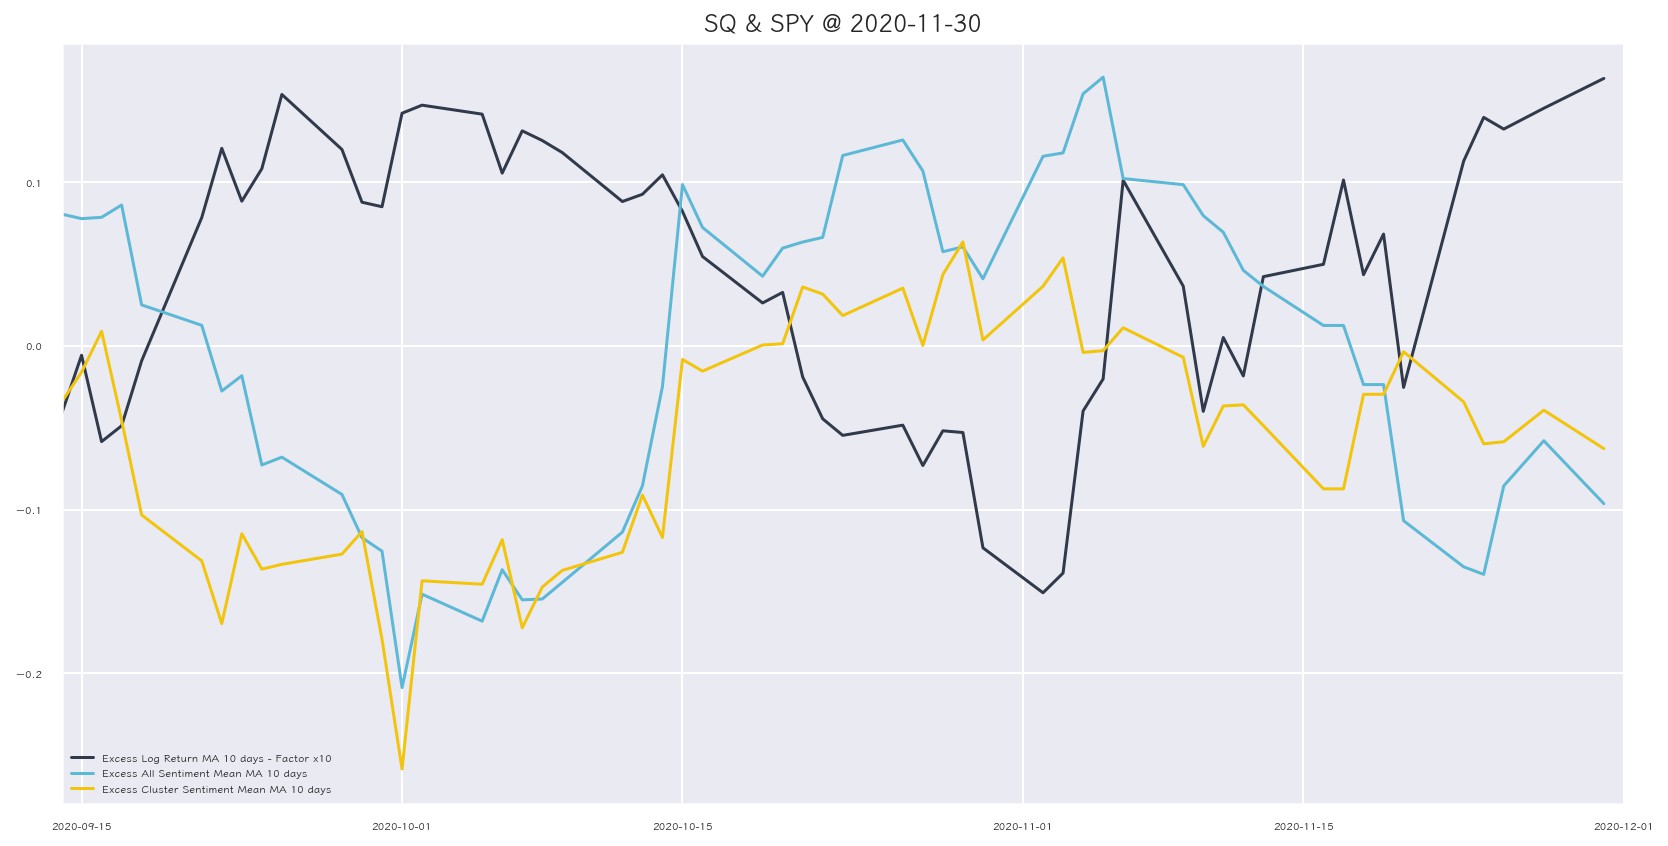 SQ & SPY @ 2020-11-30
0.1
0.0
−0.1
−0.2
Excess Log Return MA 10 days - Factor x10
Excess All Sentiment Mean MA 10 days
Excess Cluster Sentiment Mean MA 10 days
2020-09-15 2020-10-01 2020-10-15 2020-11-01 2020-11-15 2020-12-01